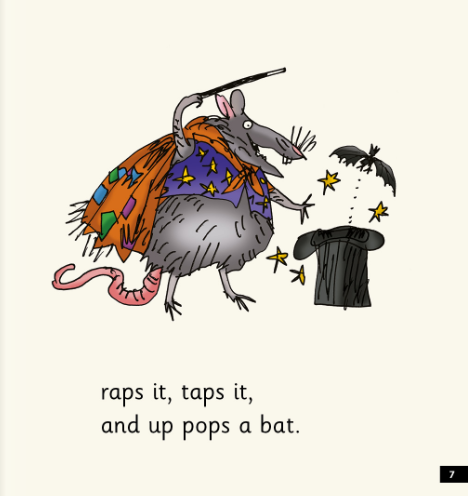 raps it, taps it,
and up pops a bat.
7